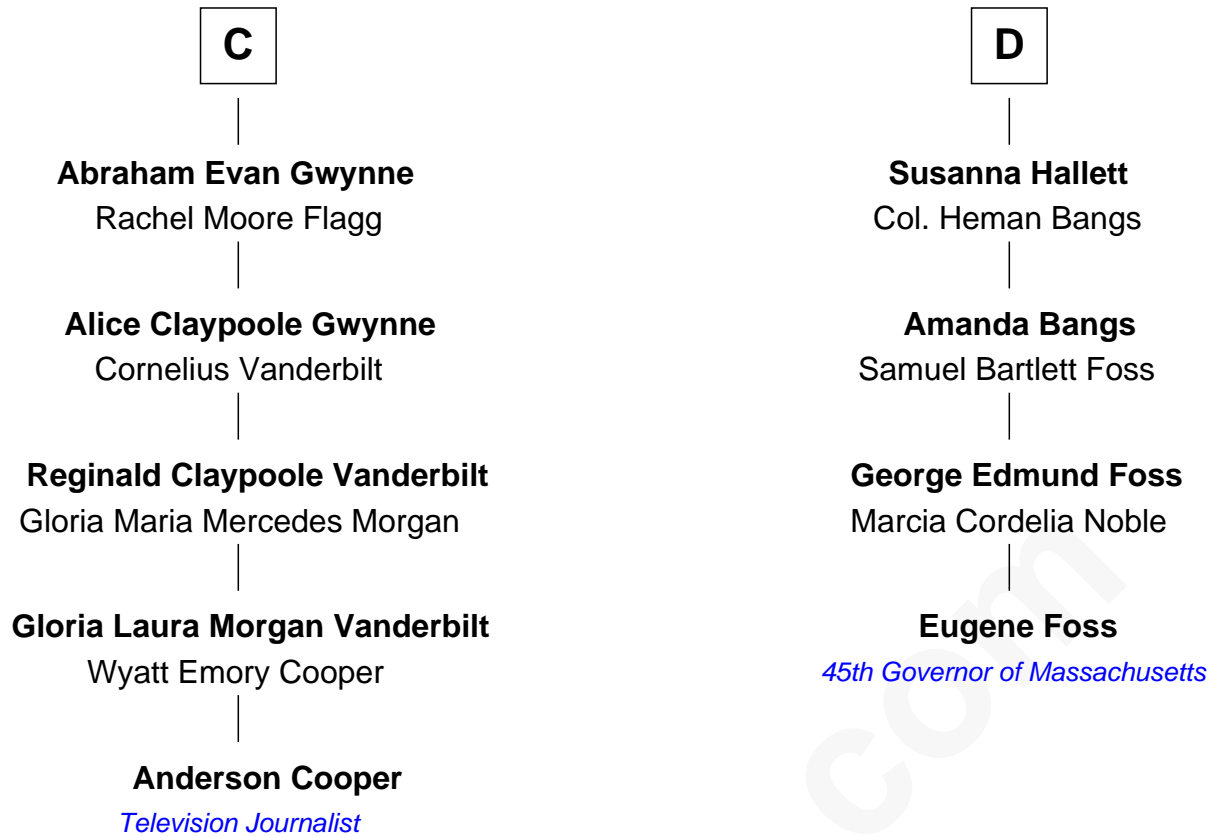 C
Abraham Evan Gwynne
Rachel Moore Flagg
Alice Claypoole Gwynne
Cornelius Vanderbilt
Reginald Claypoole Vanderbilt
Gloria Maria Mercedes Morgan
Gloria Laura Morgan Vanderbilt
Wyatt Emory Cooper
Anderson Cooper
Television Journalist
D
Susanna Hallett
Col. Heman Bangs
Amanda Bangs
Samuel Bartlett Foss
George Edmund Foss
Marcia Cordelia Noble
Eugene Foss
45th Governor of Massachusetts
com